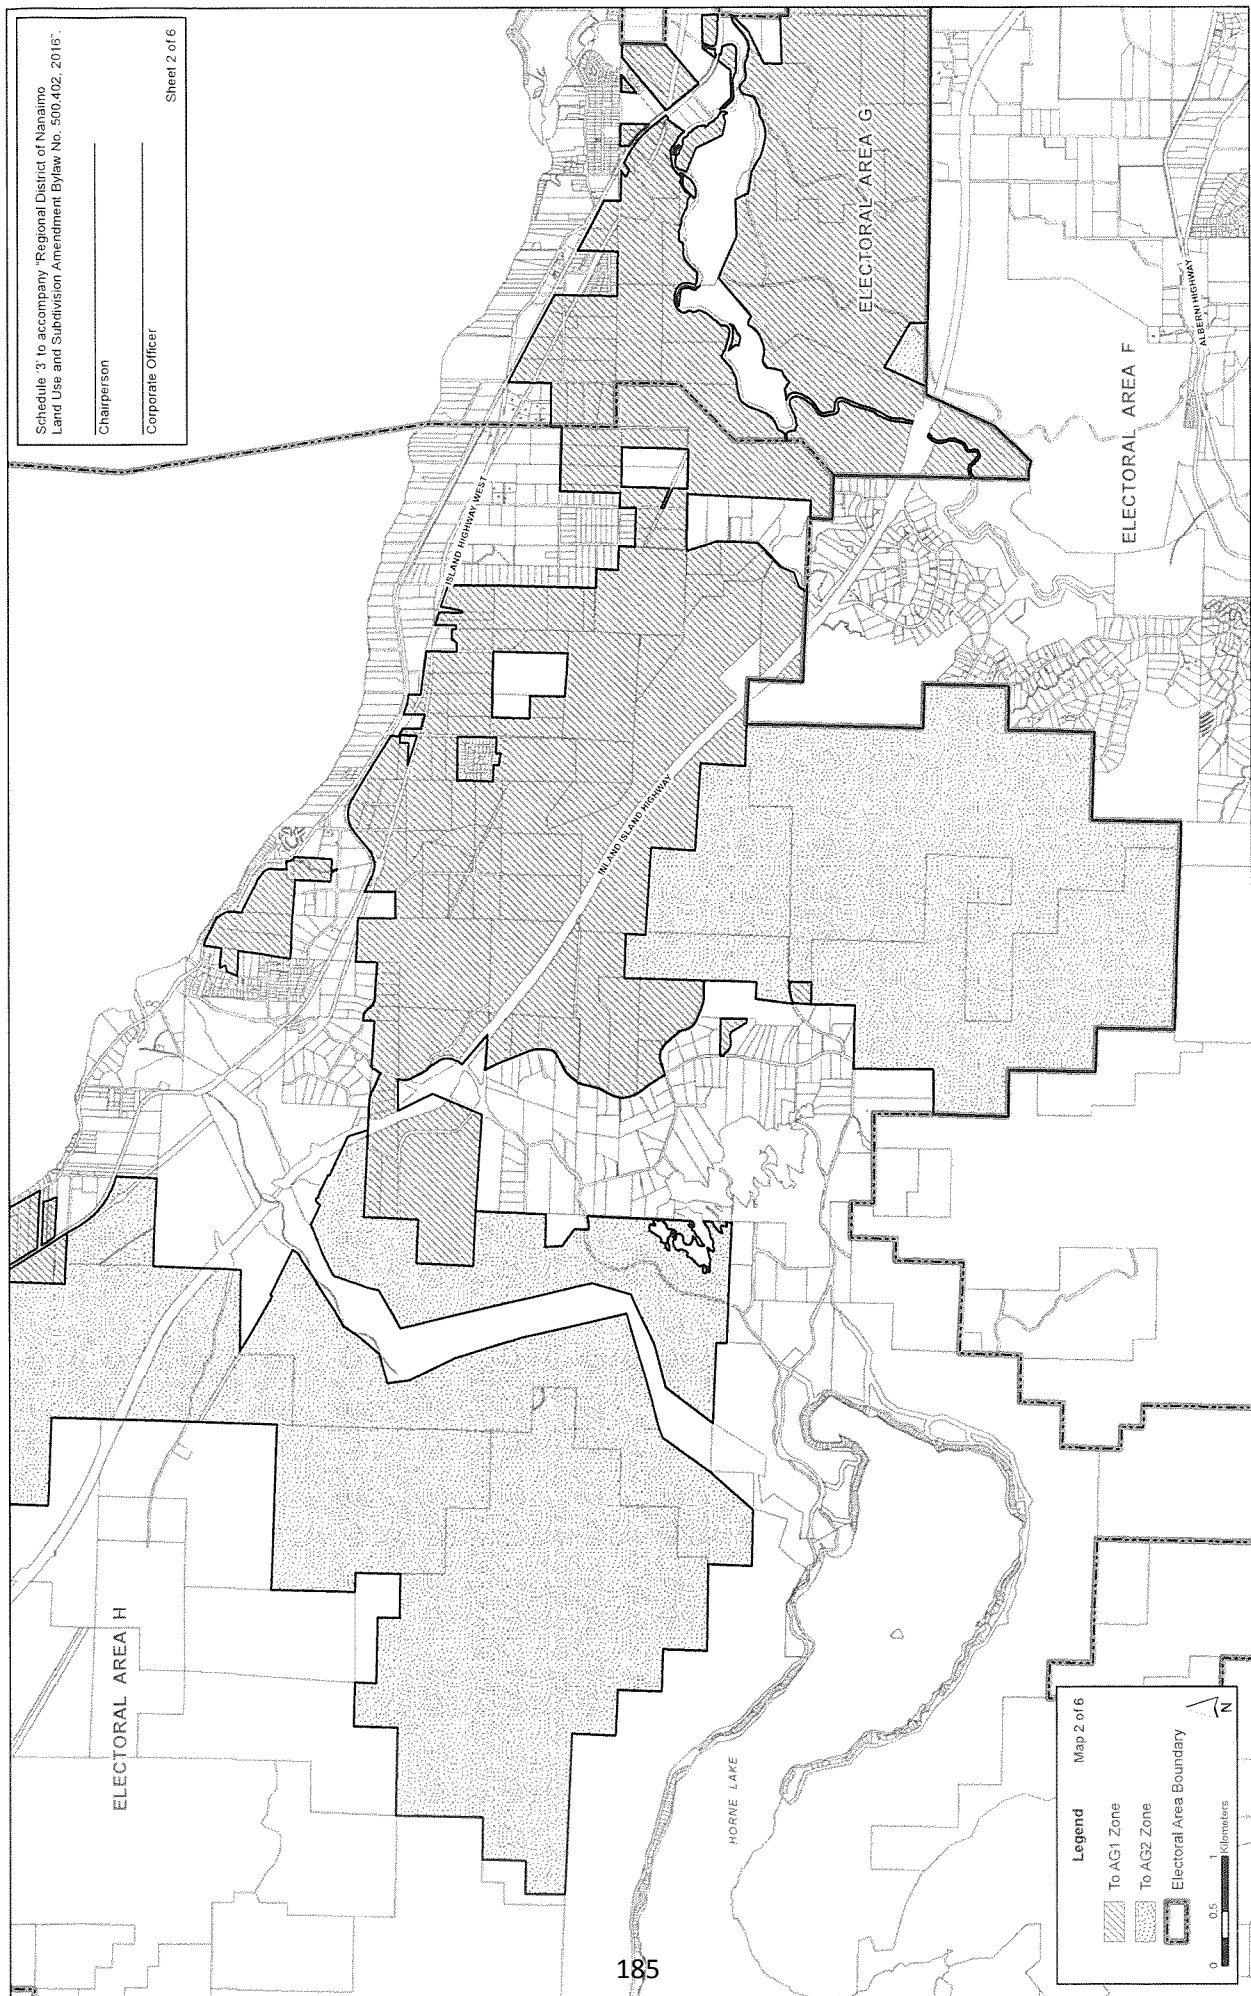 Schedule '3' to accompany "Regional District of Nanaimo
Land Use and Subdivision Amendment Bylaw No. 500.402, 2016".
Chairperson
Corporate Officer
Sheet 2 of 6
ELECTORAL AREA H
ELECTORAL AREA G
ELECTORAL AREA F
ISLAND HIGHWAY WEST
INLAND ISLAND HIGHWAY
ALBERNI HIGHWAY
HORNE LAKE
Legend
Map 2 of 6
To AG1 Zone
To AG2 Zone
Electoral Area Boundary
0 0.5 1
Kilometers
N
185